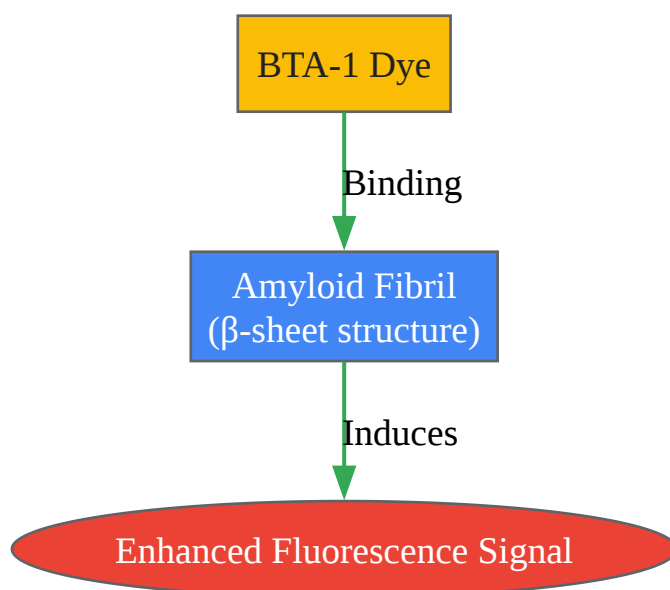 BTA-1 Dye
Binding
Amyloid Fibril
(β-sheet structure)
Induces
Enhanced Fluorescence Signal